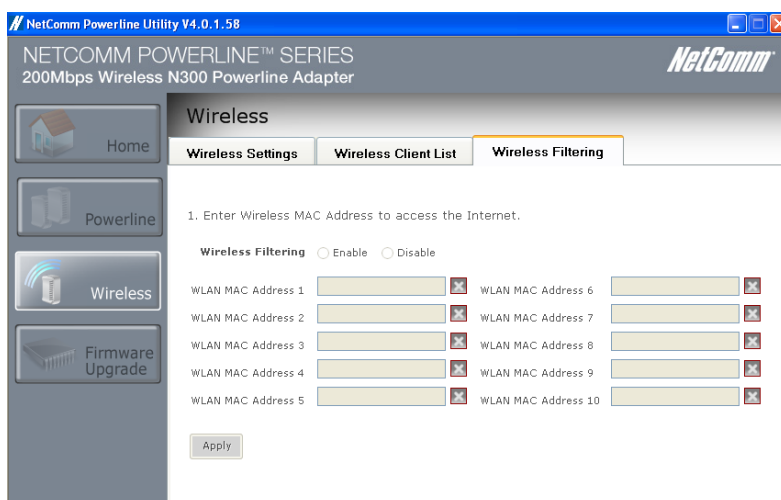 NetComm Powerline Utility V4.0.1.58
NETCOMM POWERLINE™ SERIES
200Mbps Wireless N300 Powerline Adapter
NetComm
Home
Powerline
Wireless
Firmware
Upgrade
Wireless
Wireless Settings
Wireless Client List
Wireless Filtering
1. Enter Wireless MAC Address to access the Internet.
Wireless Filtering Enable Disable
WLAN MAC Address 1 WLAN MAC Address 6
WLAN MAC Address 2 WLAN MAC Address 7
WLAN MAC Address 3 WLAN MAC Address 8
WLAN MAC Address 4 WLAN MAC Address 9
WLAN MAC Address 5 WLAN MAC Address 10
Apply